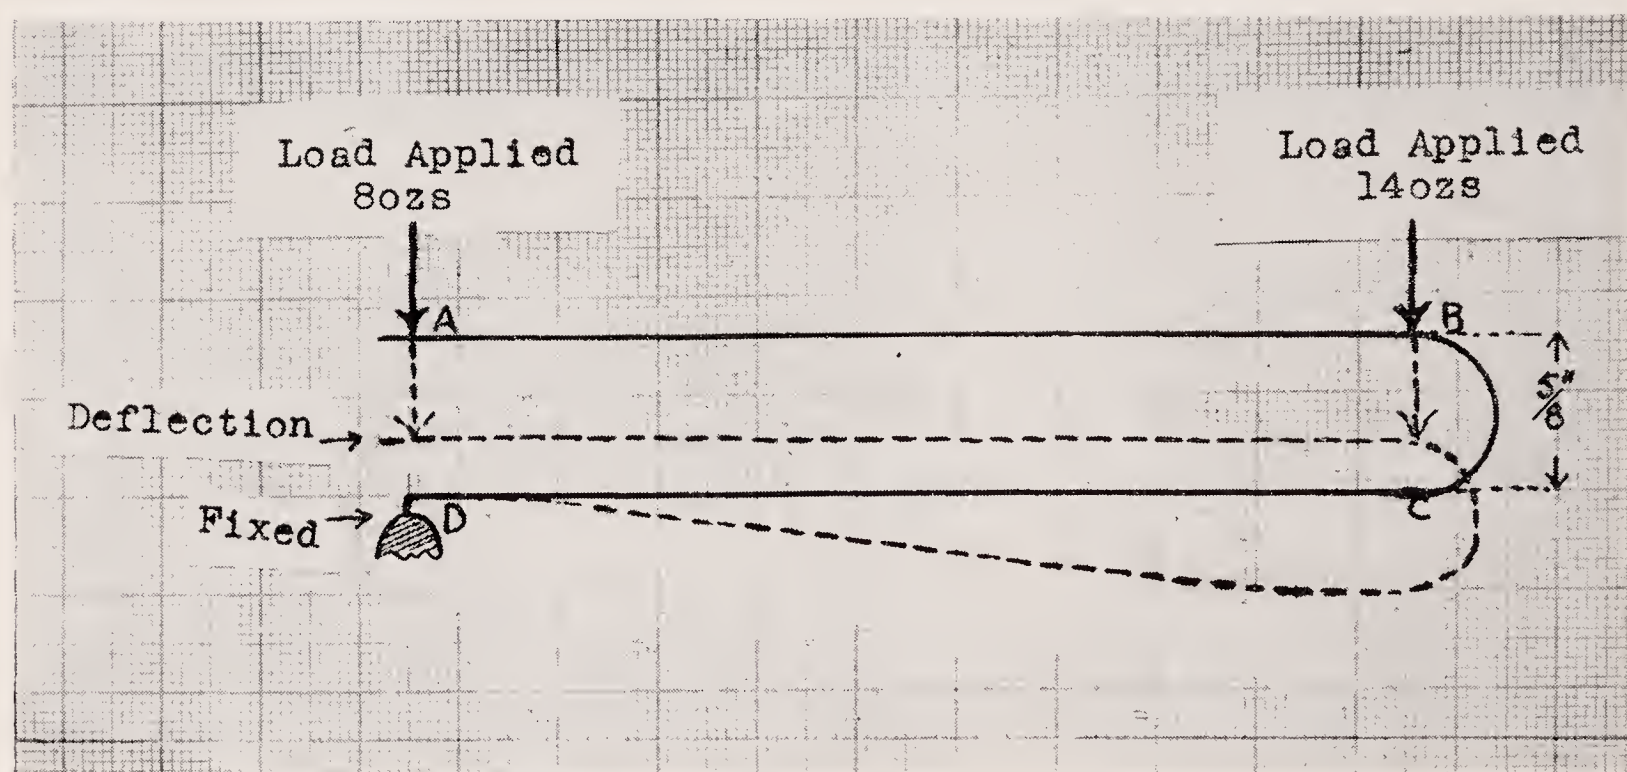 Load Applied
8ozs
Load Applied
14ozs
A
B
5/8"
Deflection
Fixed
D
C